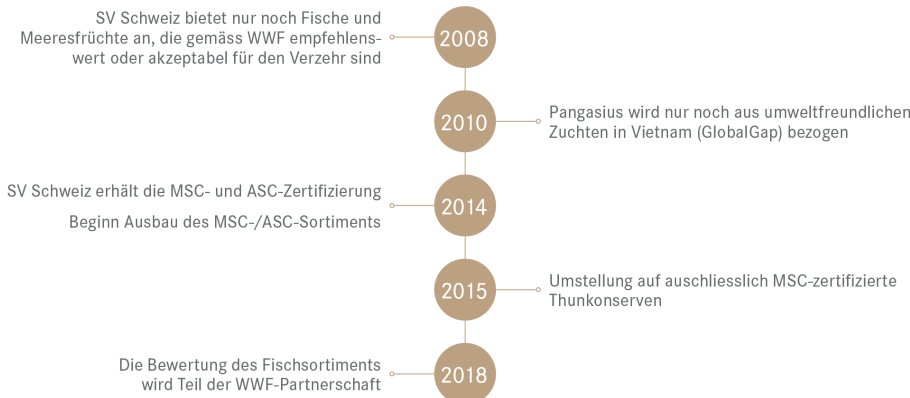 SV Schweiz bietet nur noch Fische und
Meeresfrüchte an, die gemäss WWF empfehlens-
wert oder akzeptabel für den Verzehr sind
2008
2010
Pangasius wird nur noch aus umweltfreundlichen
Zuchten in Vietnam (GlobalGap) bezogen
SV Schweiz erhält die MSC- und ASC-Zertifizierung
Beginn Ausbau des MSC-/ASC-Sortiments
2014
2015
Umstellung auf auschliesslich MSC-zertifizierte
Thunkonserven
Die Bewertung des Fischsortiments
wird Teil der WWF-Partnerschaft
2018